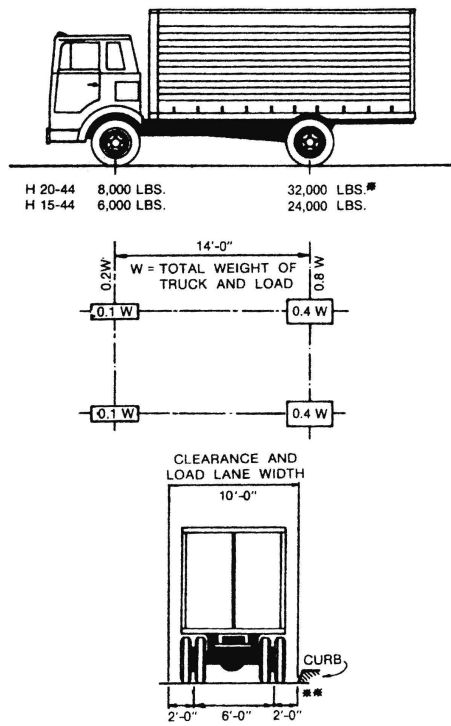 H 20-44 8,000 LBS. 32,000 LBS.*
H 15-44 6,000 LBS. 24,000 LBS.
14'-0"
0.2W
W = TOTAL WEIGHT OF
TRUCK AND LOAD
0.8 W
0.1 W 0.4 W
0.1 W 0.4 W
CLEARANCE AND
LOAD LANE WIDTH
10'-0"
CURB
**
2'-0" 6'-0" 2'-0"